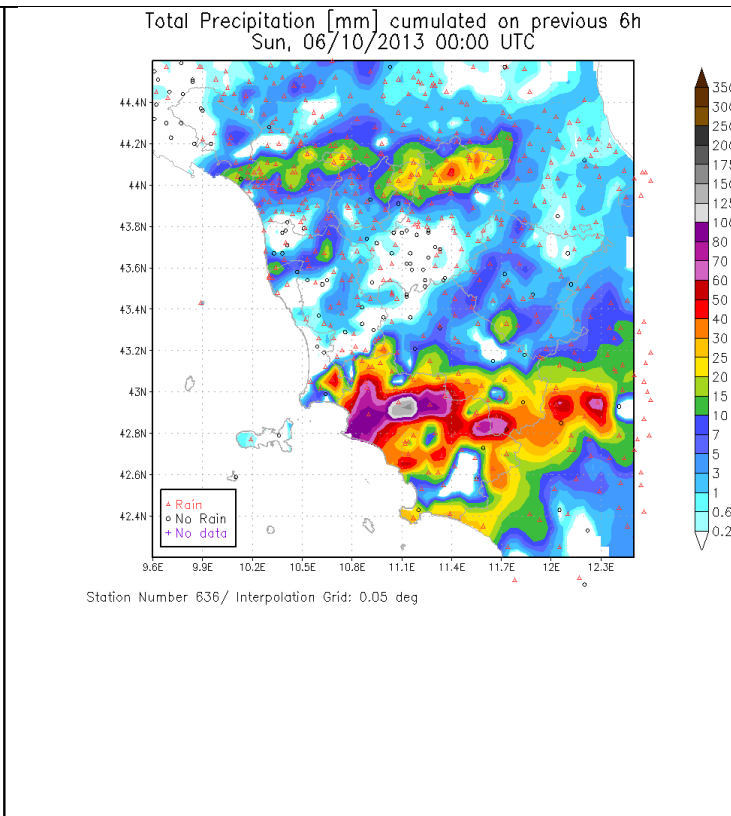 Total Precipitation [mm] cumulated on previous 6h
Sun, 06/10/2013 00:00 UTC
44.4N
44.2N
44N
43.8N
43.6N
43.4N
43.2N
43N
42.8N
42.6N
42.4N
Rain
No Rain
No data
9.6E 9.9E 10.2E 10.5E 10.8E 11.1E 11.4E 11.7E 12E 12.3E
350
300
250
200
175
150
125
100
80
70
60
50
40
30
25
20
15
10
7
5
3
1
0.6
0.2
Station Number 636/ Interpolation Grid: 0.05 deg